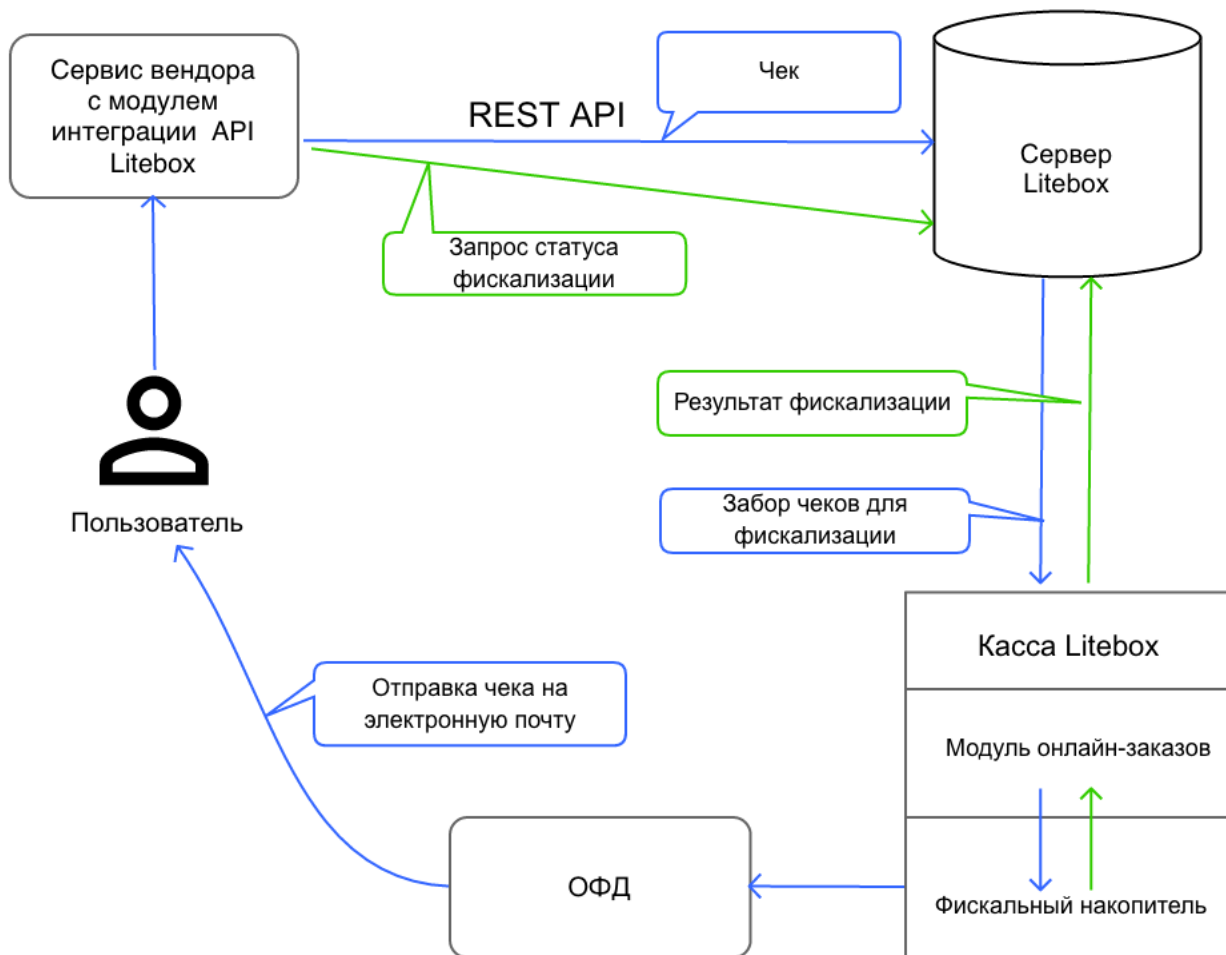 Сервис вендора
с модулем
интеграции API
Litebox
REST API
Чек
Сервер
Litebox
Запрос статуса
фискализации
Результат фискализации
Забор чеков для
фискализации
Пользователь
Касса Litebox
Отправка чека на
электронную почту
Модуль онлайн-заказов
ОФД
Фискальный накопитель